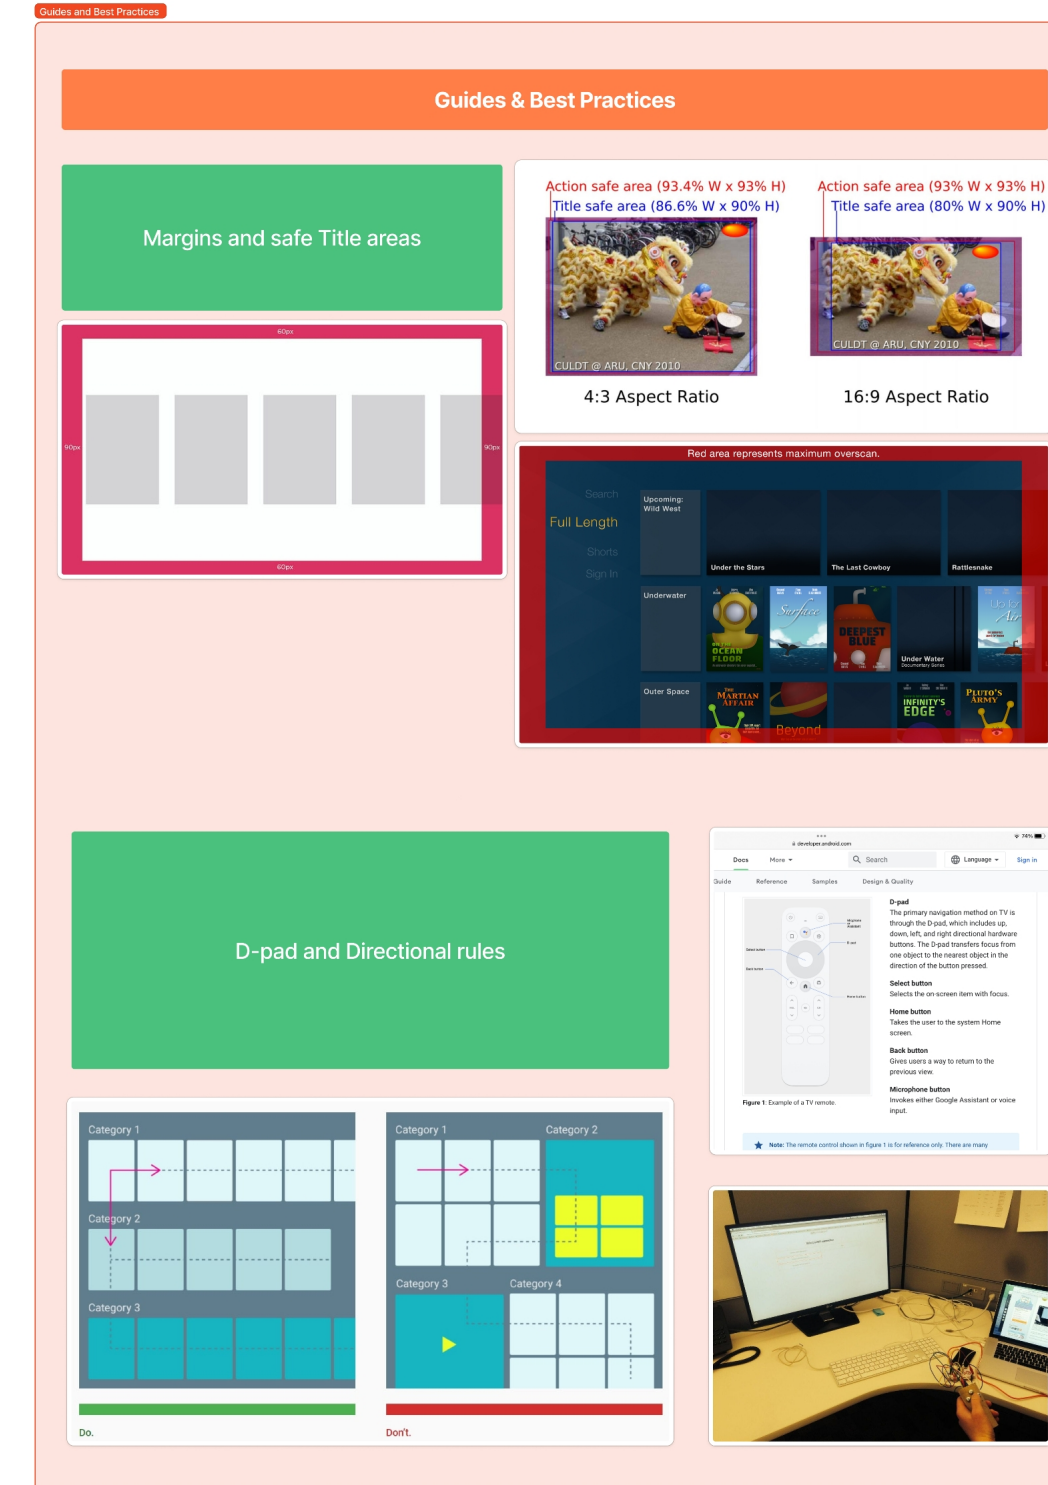 Guides and Best Practices
Guides & Best Practices
Margins and safe Title areas
Action safe area (93.4% W x 93% H)
Title safe area (86.6% W x 90% H)
CULDT @ ARU, CNY 2010
4:3 Aspect Ratio
Action safe area (93% W x 93% H)
Title safe area (80% W x 90% H)
CULDT @ ARU, CNY 2010
16:9 Aspect Ratio
60px
90px
90px
60px
Red area represents maximum overscan.
Search
Full Length
Shorts
Sign In
Upcoming:
Wild West
Under the Stars
The Last Cowboy
Rattlesnake
Underwater
OCEAN
FLOOR
Surface
DEEPEST
BLUE
Under Water
Documentary Series
Up for
Air
Outer Space
THE
MARTIAN
AFFAIR
Beyond
INFINITY'S
EDGE
PLUTO'S
ARMY
D-pad and Directional rules
74%
developer.android.com
Docs
More
Search
Language
Sign in
Guide
Reference
Samples
Design & Quality
D-pad
The primary navigation method on TV is
through the D-pad, which includes up,
down, left, and right directional hardware
buttons. The D-pad transfers focus from
one object to the nearest object in the
direction of the button pressed.
Select button
Selects the on-screen item with focus.
Home button
Takes the user to the system Home
screen.
Back button
Gives users a way to return to the
previous view.
Microphone button
Invokes either Google Assistant or voice
input.
Figure 1: Example of a TV remote.
Note: The remote control shown in figure 1 is for reference only. There are many
Category 1
Category 2
Category 3
Do.
Category 1
Category 2
Category 3
Category 4
Don't.